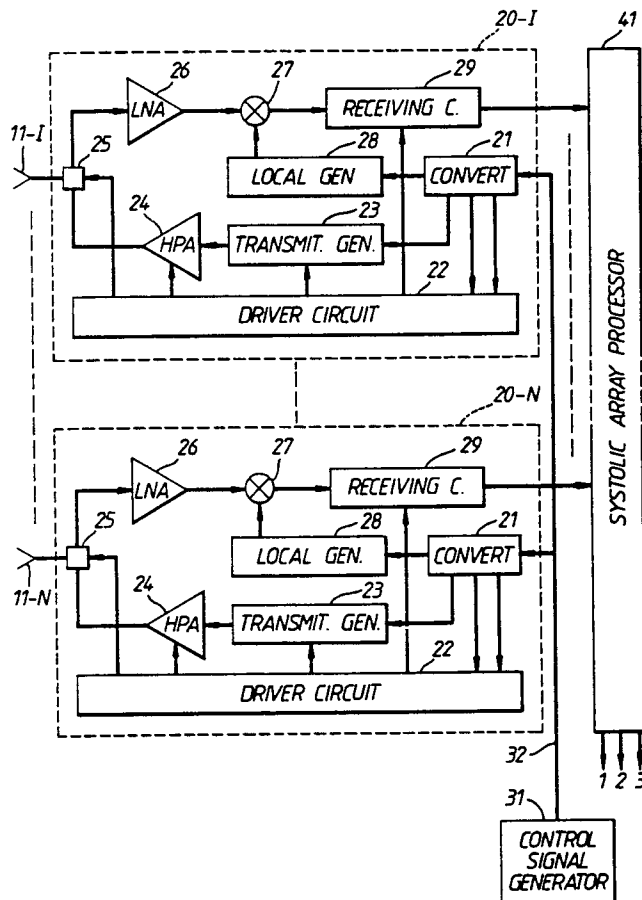 20-I
41
26
27
29
LNA
RECEIVING C.
11-I
25
28
21
LOCAL GEN
CONVERT
24
23
HPA
TRANSMIT. GEN.
22
DRIVER CIRCUIT
SYSTOLIC ARRAY PROCESSOR
20-N
26
27
29
LNA
RECEIVING C.
25
28
21
LOCAL GEN.
CONVERT
11-N
24
23
HPA
TRANSMIT. GEN.
22
DRIVER CIRCUIT
32
1 2 3
31
CONTROL
SIGNAL
GENERATOR